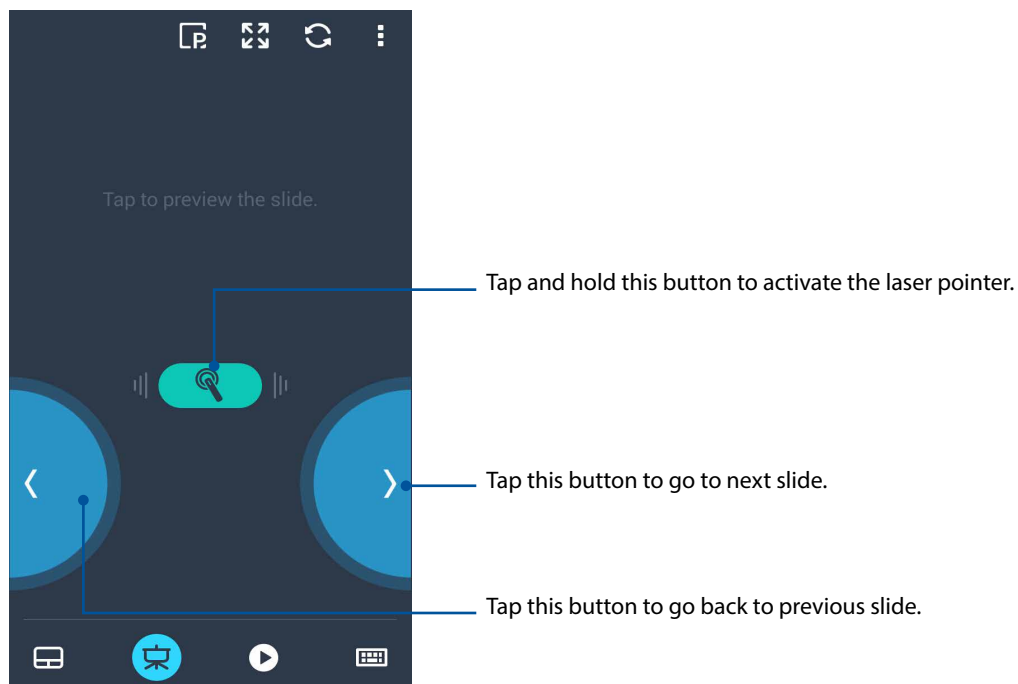 P
Tap to preview the slide.
Tap and hold this button to activate the laser pointer.
Tap this button to go to next slide.
Tap this button to go back to previous slide.